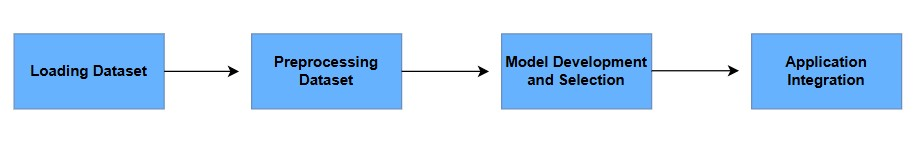 Loading Dataset
Preprocessing
Dataset
Model Development
and Selection
Application
Integration